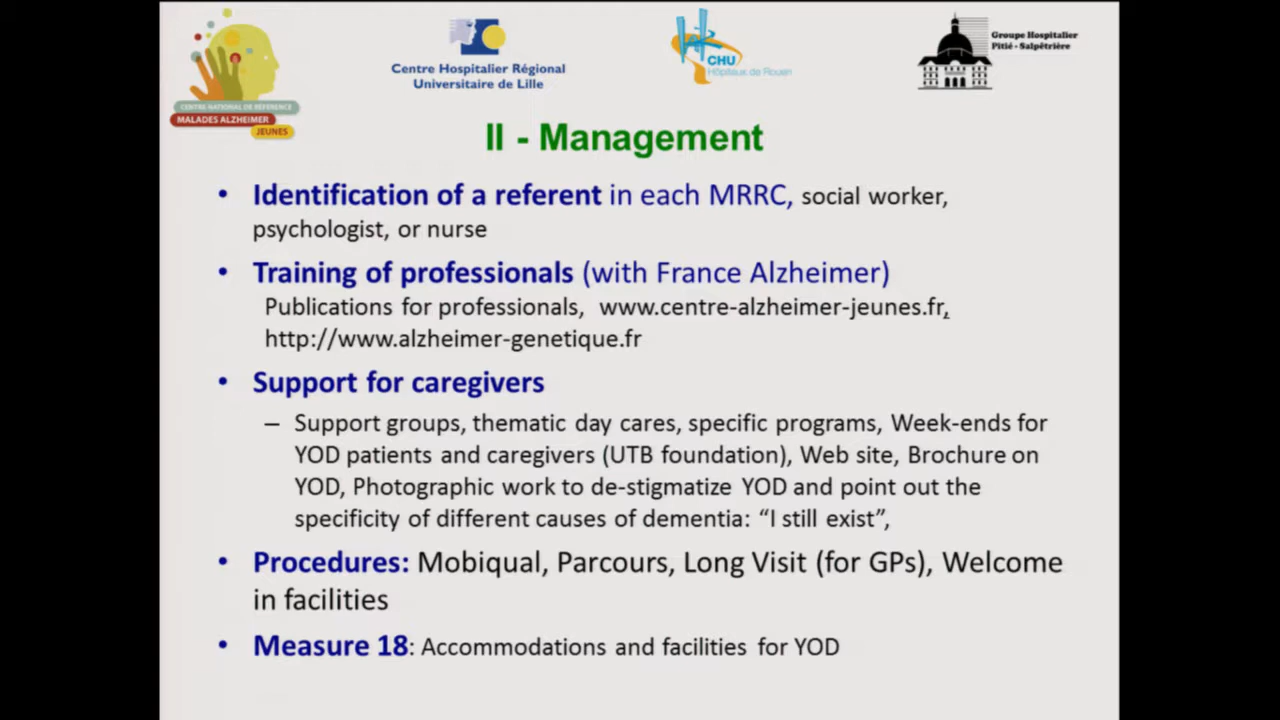 CENTRE NATIONAL DE RÉFÉRENCE
MALADES ALZHEIMER
JEUNES
Centre Hospitalier Régional
Universitaire de Lille
CHU
Hôpitaux de Rouen
Groupe Hospitalier
Pitié - Salpêtrière
II - Management
• Identification of a referent in each MRRC, social worker,
psychologist, or nurse
• Training of professionals (with France Alzheimer)
Publications for professionals, www.centre-alzheimer-jeunes.fr,
http://www.alzheimer-genetique.fr
• Support for caregivers
– Support groups, thematic day cares, specific programs, Week-ends for
YOD patients and caregivers (UTB foundation), Web site, Brochure on
YOD, Photographic work to de-stigmatize YOD and point out the
specificity of different causes of dementia: “I still exist”,
• Procedures: Mobiqual, Parcours, Long Visit (for GPs), Welcome
in facilities
• Measure 18: Accommodations and facilities for YOD